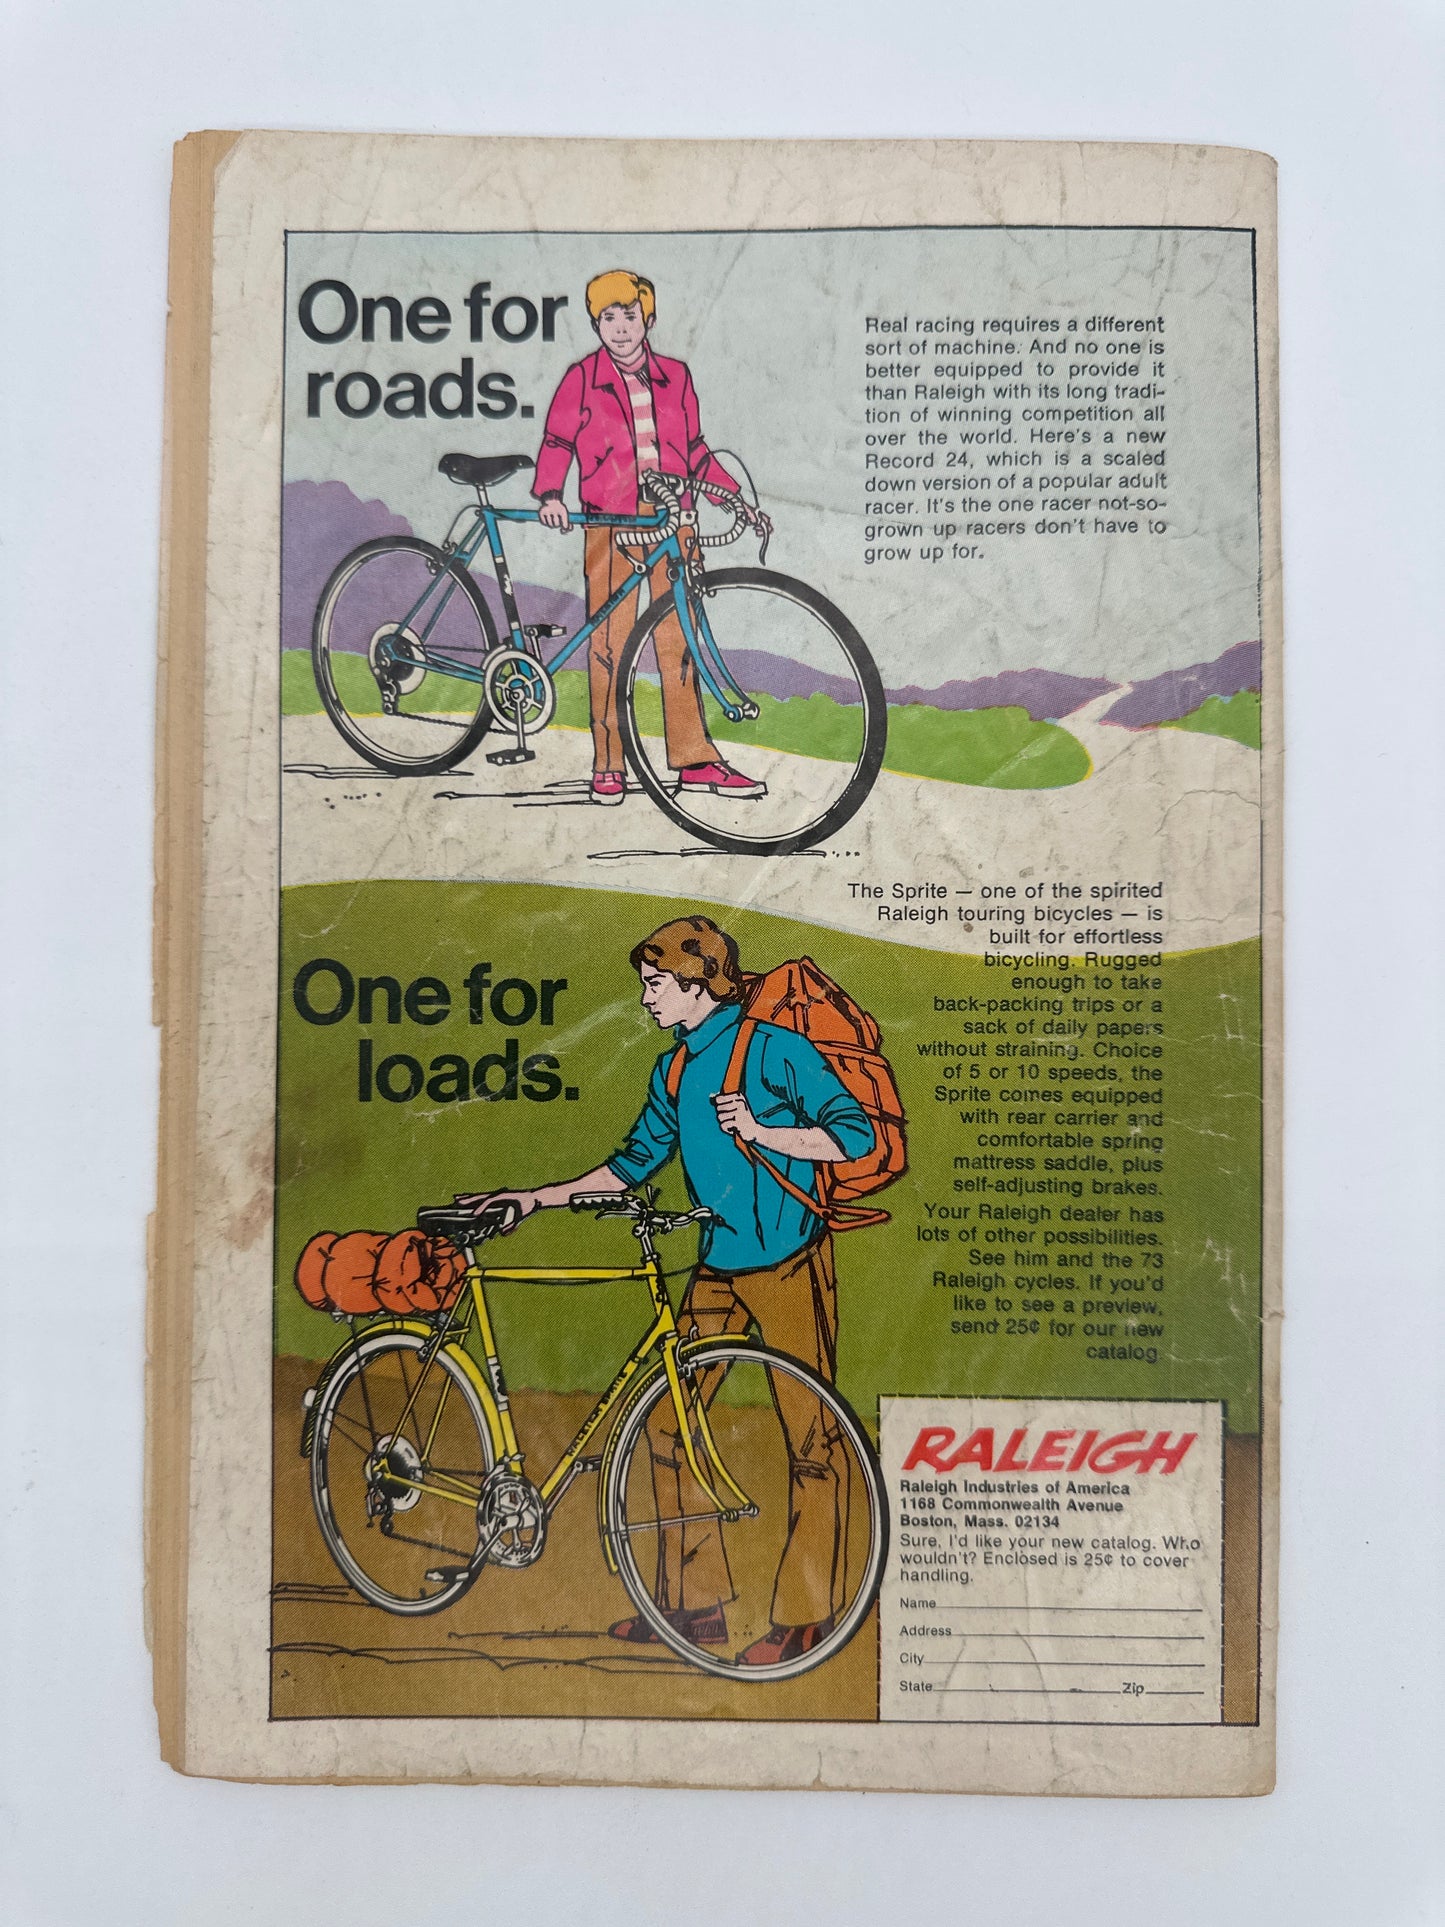 One for
roads.
Real racing requires a different
sort of machine. And no one is
better equipped to provide it
than Raleigh with its long tradi-
tion of winning competition all
over the world. Here's a new
Record 24, which is a scaled
down version of a popular adult
racer. It's the one racer not-so-
grown up racers don't have to
grow up for.
One for
loads.
The Sprite — one of the spirited
Raleigh touring bicycles — is
built for effortless
bicycling. Rugged
enough to take
back-packing trips or a
sack of daily papers
without straining. Choice
of 5 or 10 speeds, the
Sprite comes equipped
with rear carrier and
comfortable spring
mattress saddle, plus
self-adjusting brakes.
Your Raleigh dealer has
lots of other possibilities.
See him and the 73
Raleigh cycles. If you'd
like to see a preview,
send 25¢ for our new
catalog.
RALEIGH SPRITE
RALEIGH
Raleigh Industries of America
1168 Commonwealth Avenue
Boston, Mass. 02134
Sure, I'd like your new catalog. Who
wouldn't? Enclosed is 25¢ to cover
handling.
Name
Address
City
State Zip